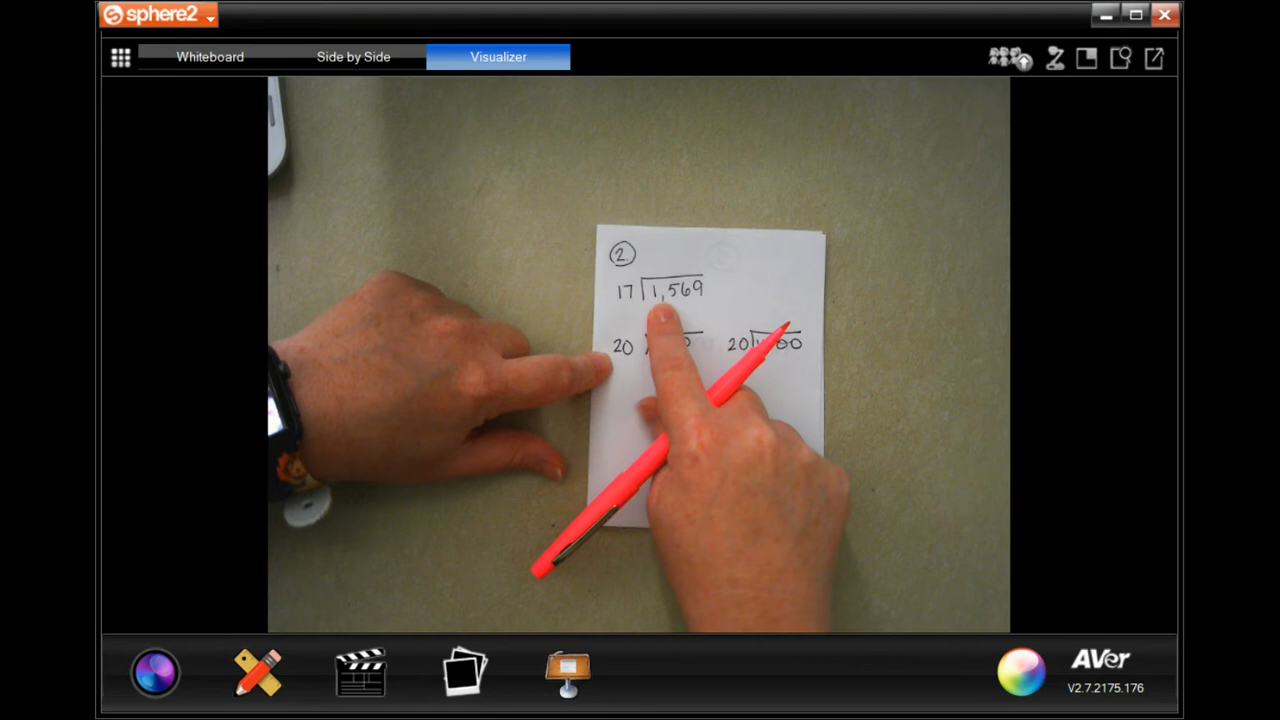 sphere2
Whiteboard Side by Side Visualizer
2
17 1,569
20 20
AVer
V2.7.2175.176